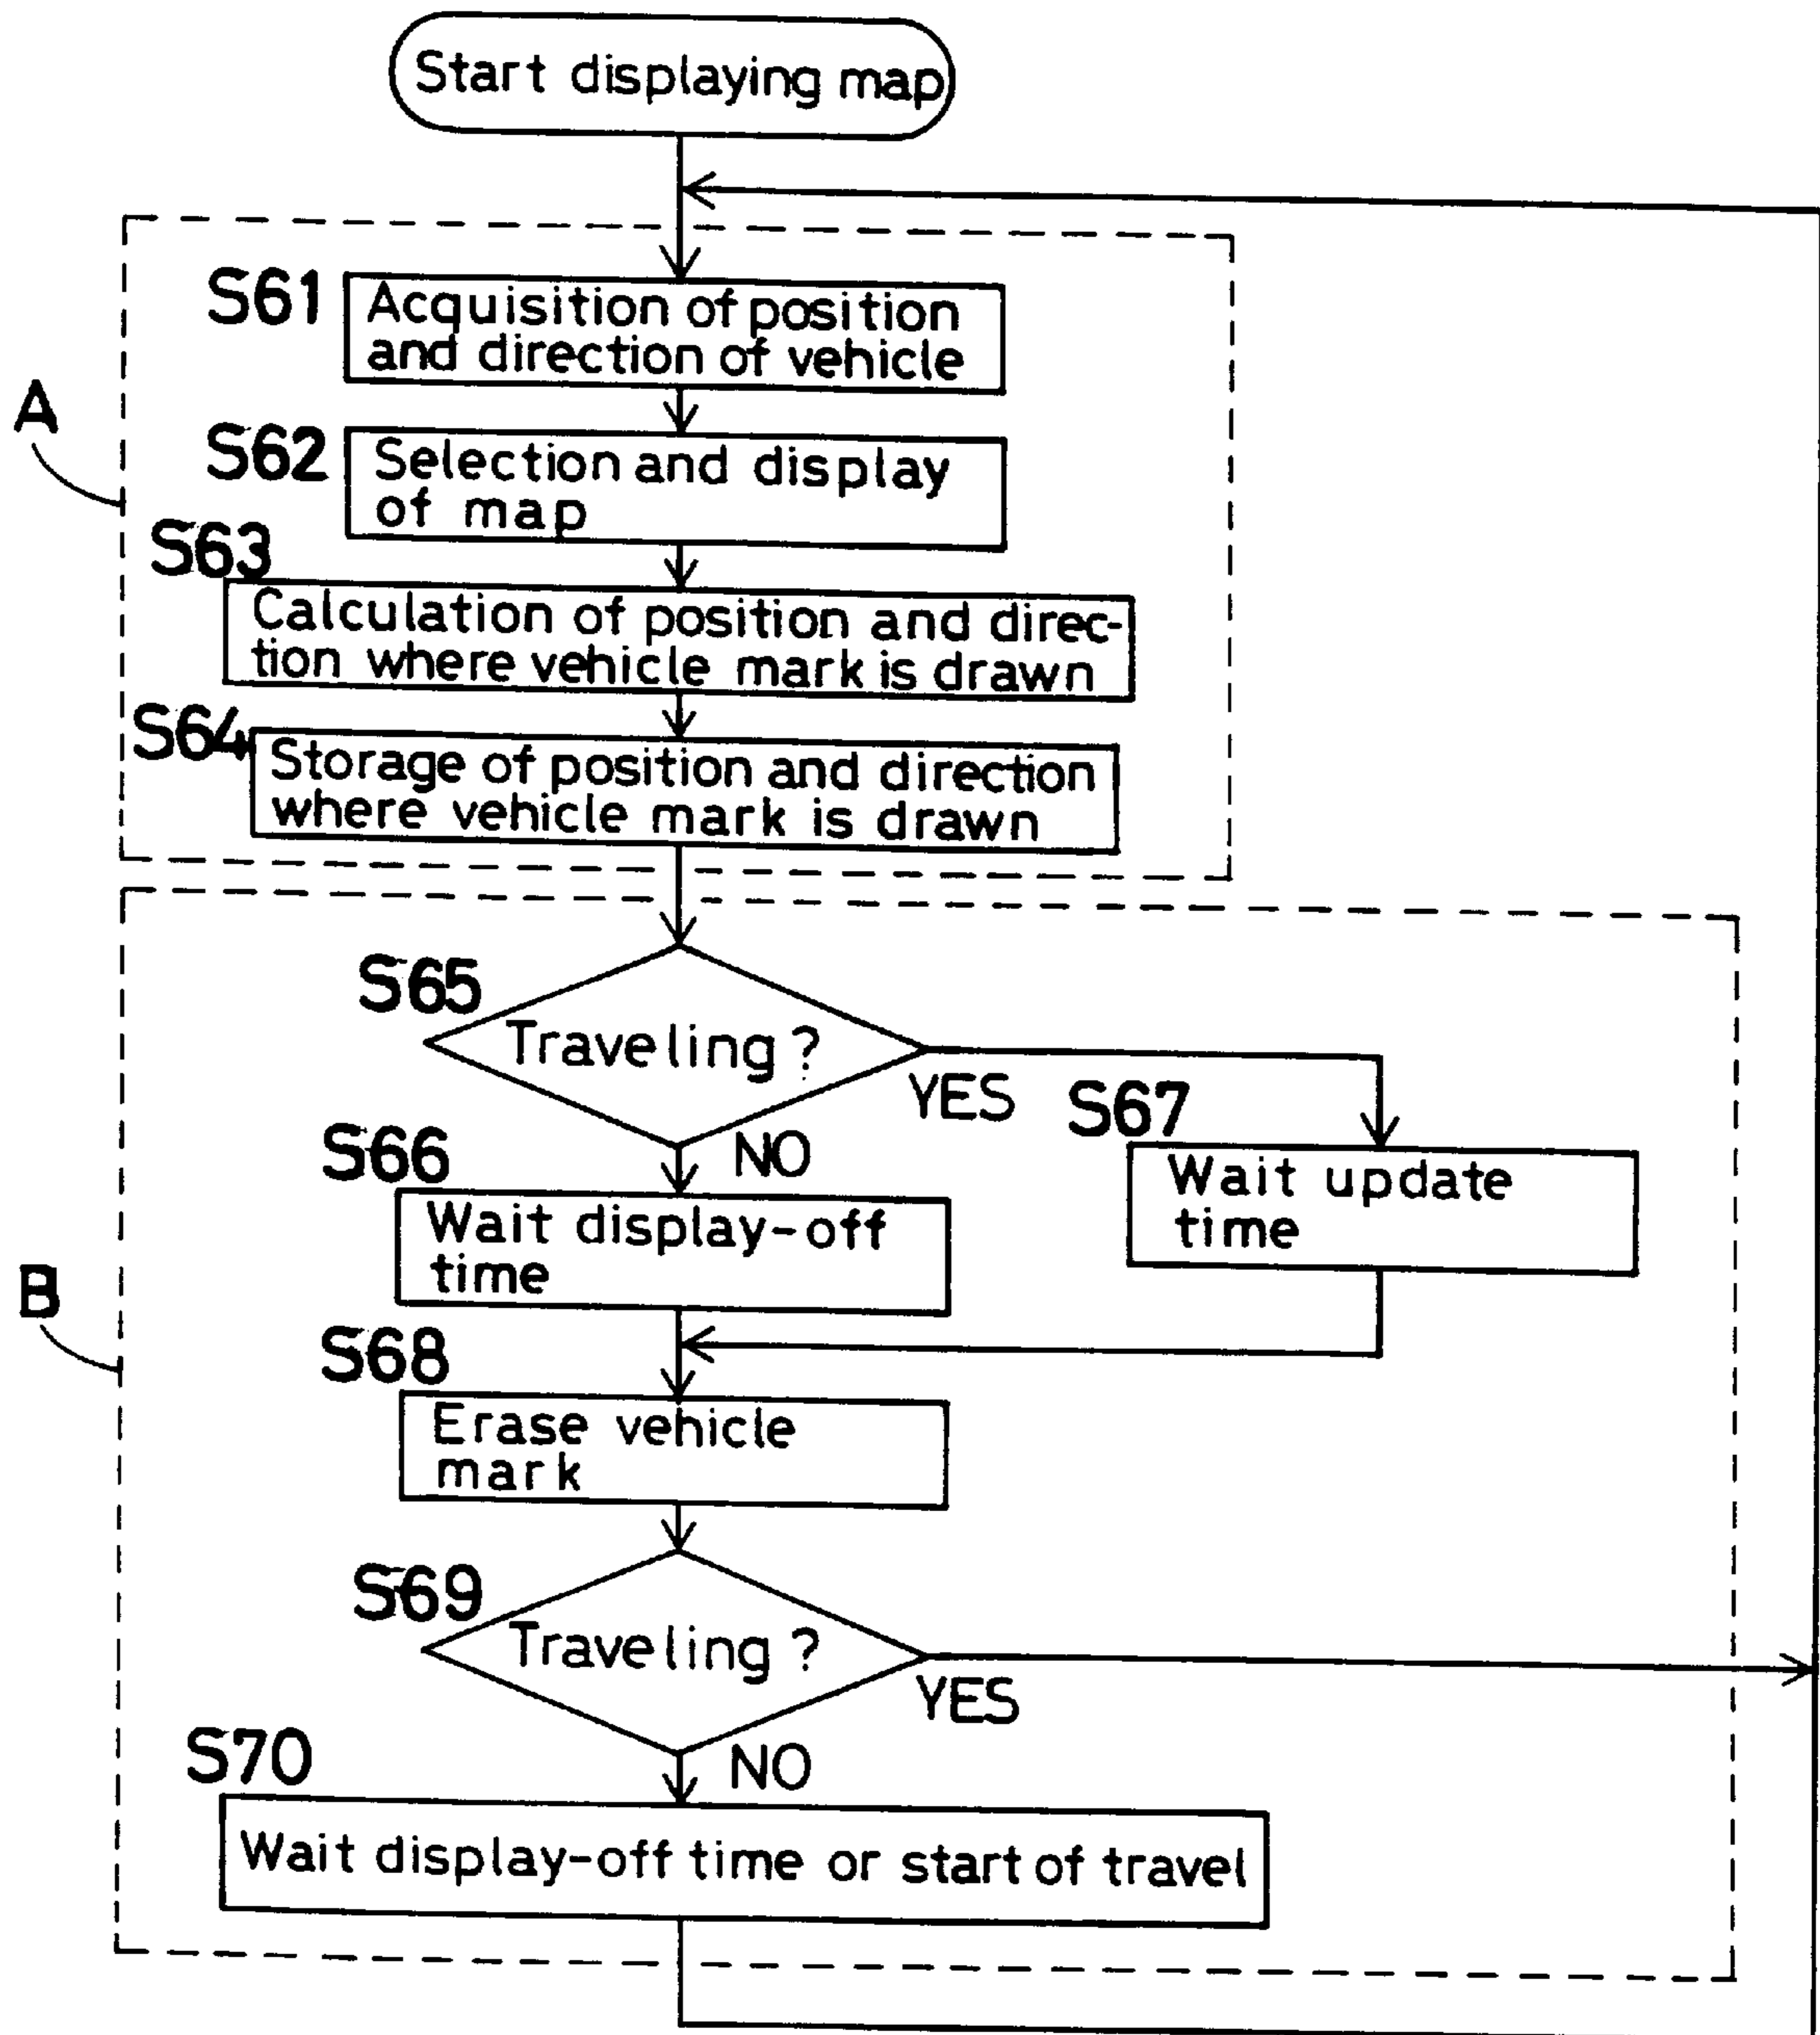 Start displaying map
S61
Acquisition of position
and direction of vehicle
A
S62
Selection and display
of map
S63
Calculation of position and direc-
tion where vehicle mark is drawn
S64
Storage of position and direction
where vehicle mark is drawn
S65
Traveling ?
YES
NO
S67
Wait update
time
S66
Wait display-off
time
B
S68
Erase vehicle
mark
S69
Traveling ?
YES
NO
S70
Wait display-off time or start of travel